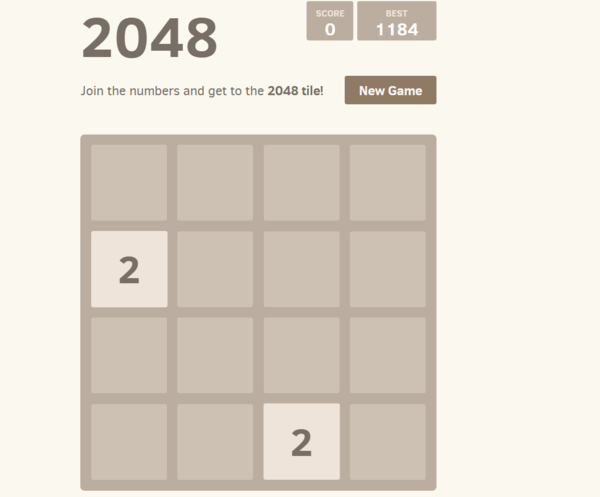 2048
SCORE
0
BEST
1184
Join the numbers and get to the 2048 tile!
New Game
2
2